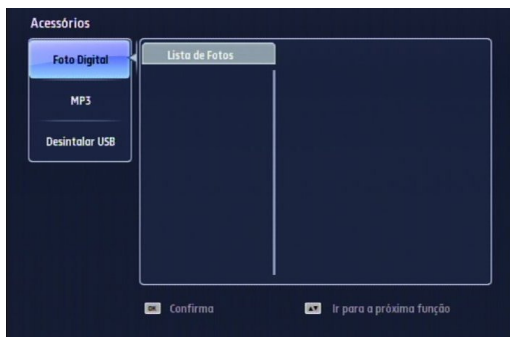 Acessórios
Foto Digital
Lista de Fotos
MP3
Desintalar USB
OK Confirma
▲▼ Ir para a próxima função